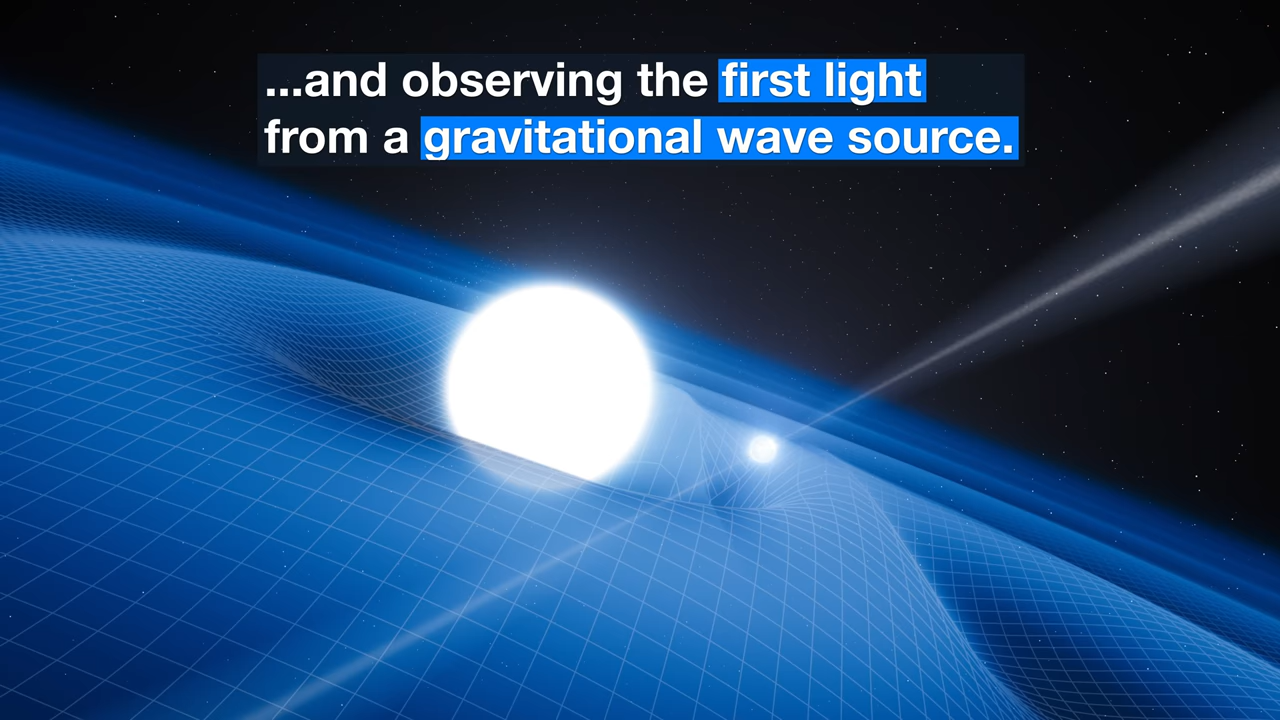 ...and observing the first light
from a gravitational wave source.